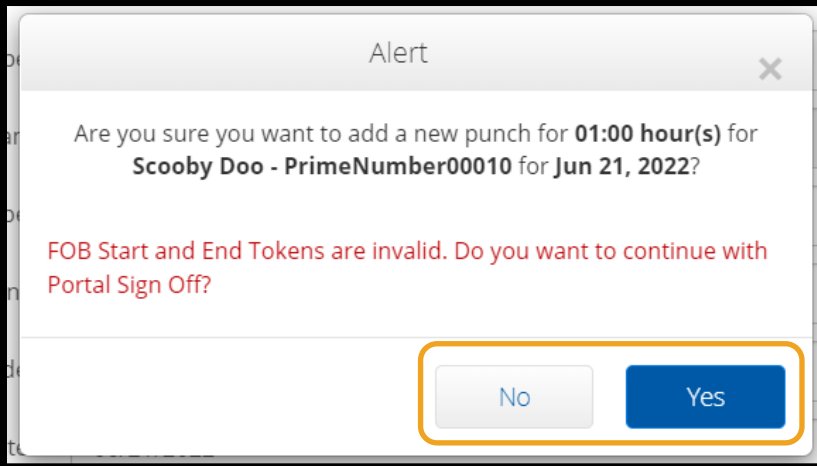 Alert
×
Are you sure you want to add a new punch for 01:00 hour(s) for
Scooby Doo - PrimeNumber00010 for Jun 21, 2022?
FOB Start and End Tokens are invalid. Do you want to continue with
Portal Sign Off?
No
Yes